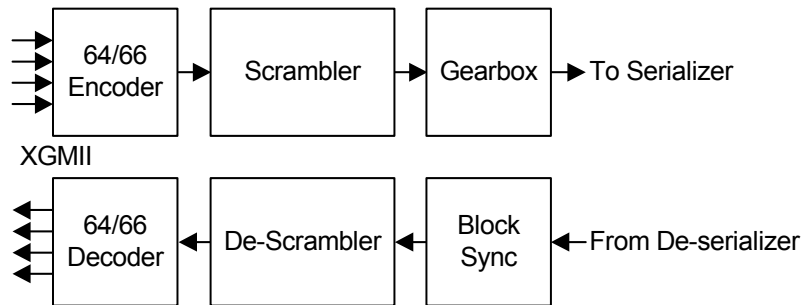 64/66
Encoder
Scrambler
Gearbox
To Serializer
XGMII
64/66
Decoder
De-Scrambler
Block
Sync
From De-serializer